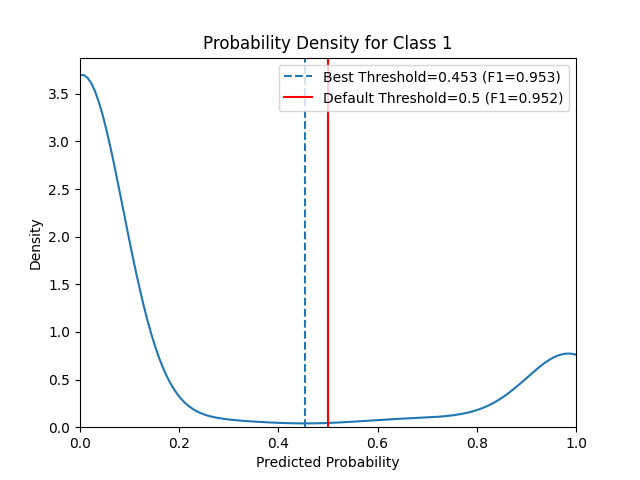 Probability Density for Class 1
Best Threshold=0.453 (F1=0.953)
Default Threshold=0.5 (F1=0.952)
3.5
3.0
2.5
2.0
1.5
1.0
0.5
0.0
Density
0.0 0.2 0.4 0.6 0.8 1.0
Predicted Probability